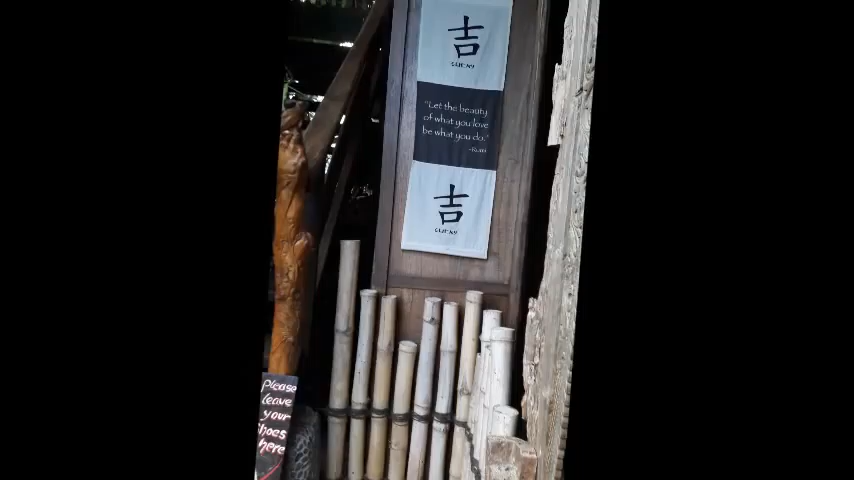 吉
LUCKY
"Let the beauty
of what you love
be what you do."
-Rumi
吉
LUCKY
please
leave
your
shoes
here